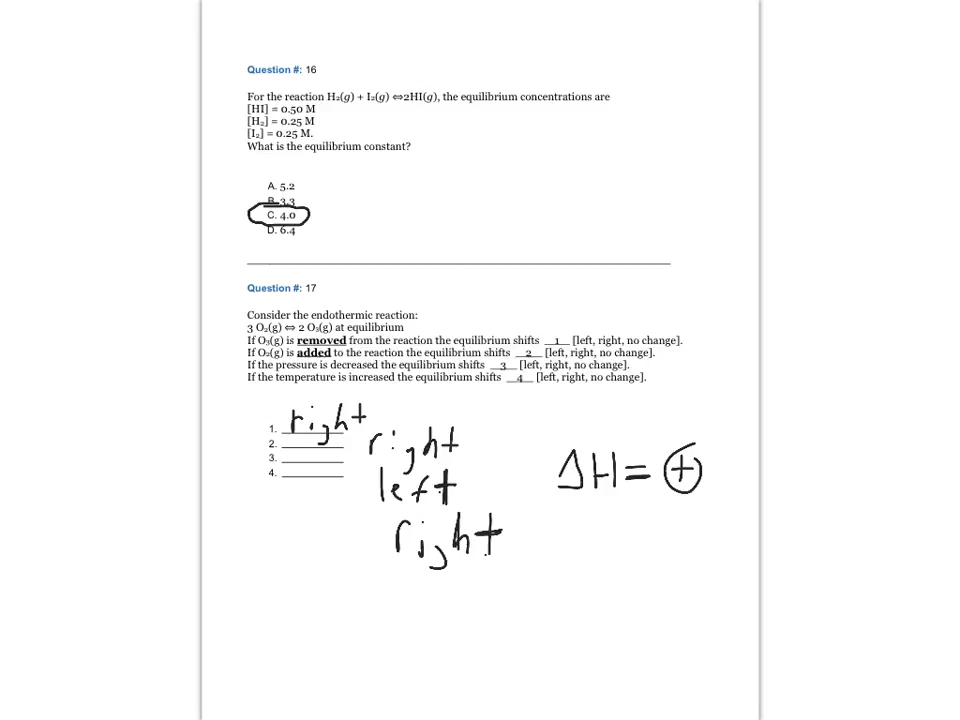 Question #: 16
For the reaction H₂(g) + I₂(g) ⇔2HI(g), the equilibrium concentrations are
[HI] = 0.50 M
[H₂] = 0.25 M
[I₂] = 0.25 M.
What is the equilibrium constant?
A. 5.2
B. 3.3
C. 4.0
D. 6.4
Question #: 17
Consider the endothermic reaction:
3 O₂(g) ⇔ 2 O₃(g) at equilibrium
If O₃(g) is removed from the reaction the equilibrium shifts __1__ [left, right, no change].
If O₂(g) is added to the reaction the equilibrium shifts __2__ [left, right, no change].
If the pressure is decreased the equilibrium shifts __3__ [left, right, no change].
If the temperature is increased the equilibrium shifts __4__ [left, right, no change].
1. right
2. right
3. left
4. right
ΔH = +